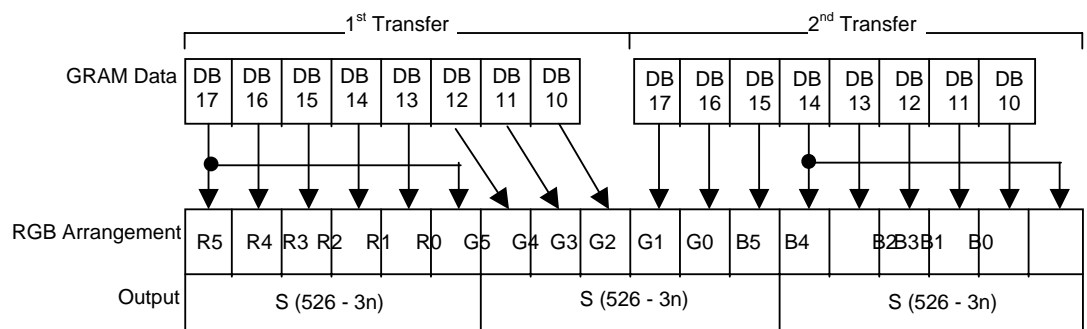 1st Transfer 2nd Transfer
GRAM Data DB 17 DB 16 DB 15 DB 14 DB 13 DB 12 DB 11 DB 10 DB 17 DB 16 DB 15 DB 14 DB 13 DB 12 DB 11 DB 10
RGB Arrangement R5 R4 R3 R2 R1 R0 G5 G4 G3 G2 G1 G0 B5 B4 B2 B3 B1 B0
Output S (526 - 3n) S (526 - 3n) S (526 - 3n)